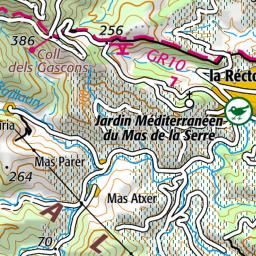 256
386
Coll
dels Gascons
GR10
la Recto
Jardin Méditerranéen
du Mas de la Serre
Mas Parer
264
Mas Atxer
A
L
70